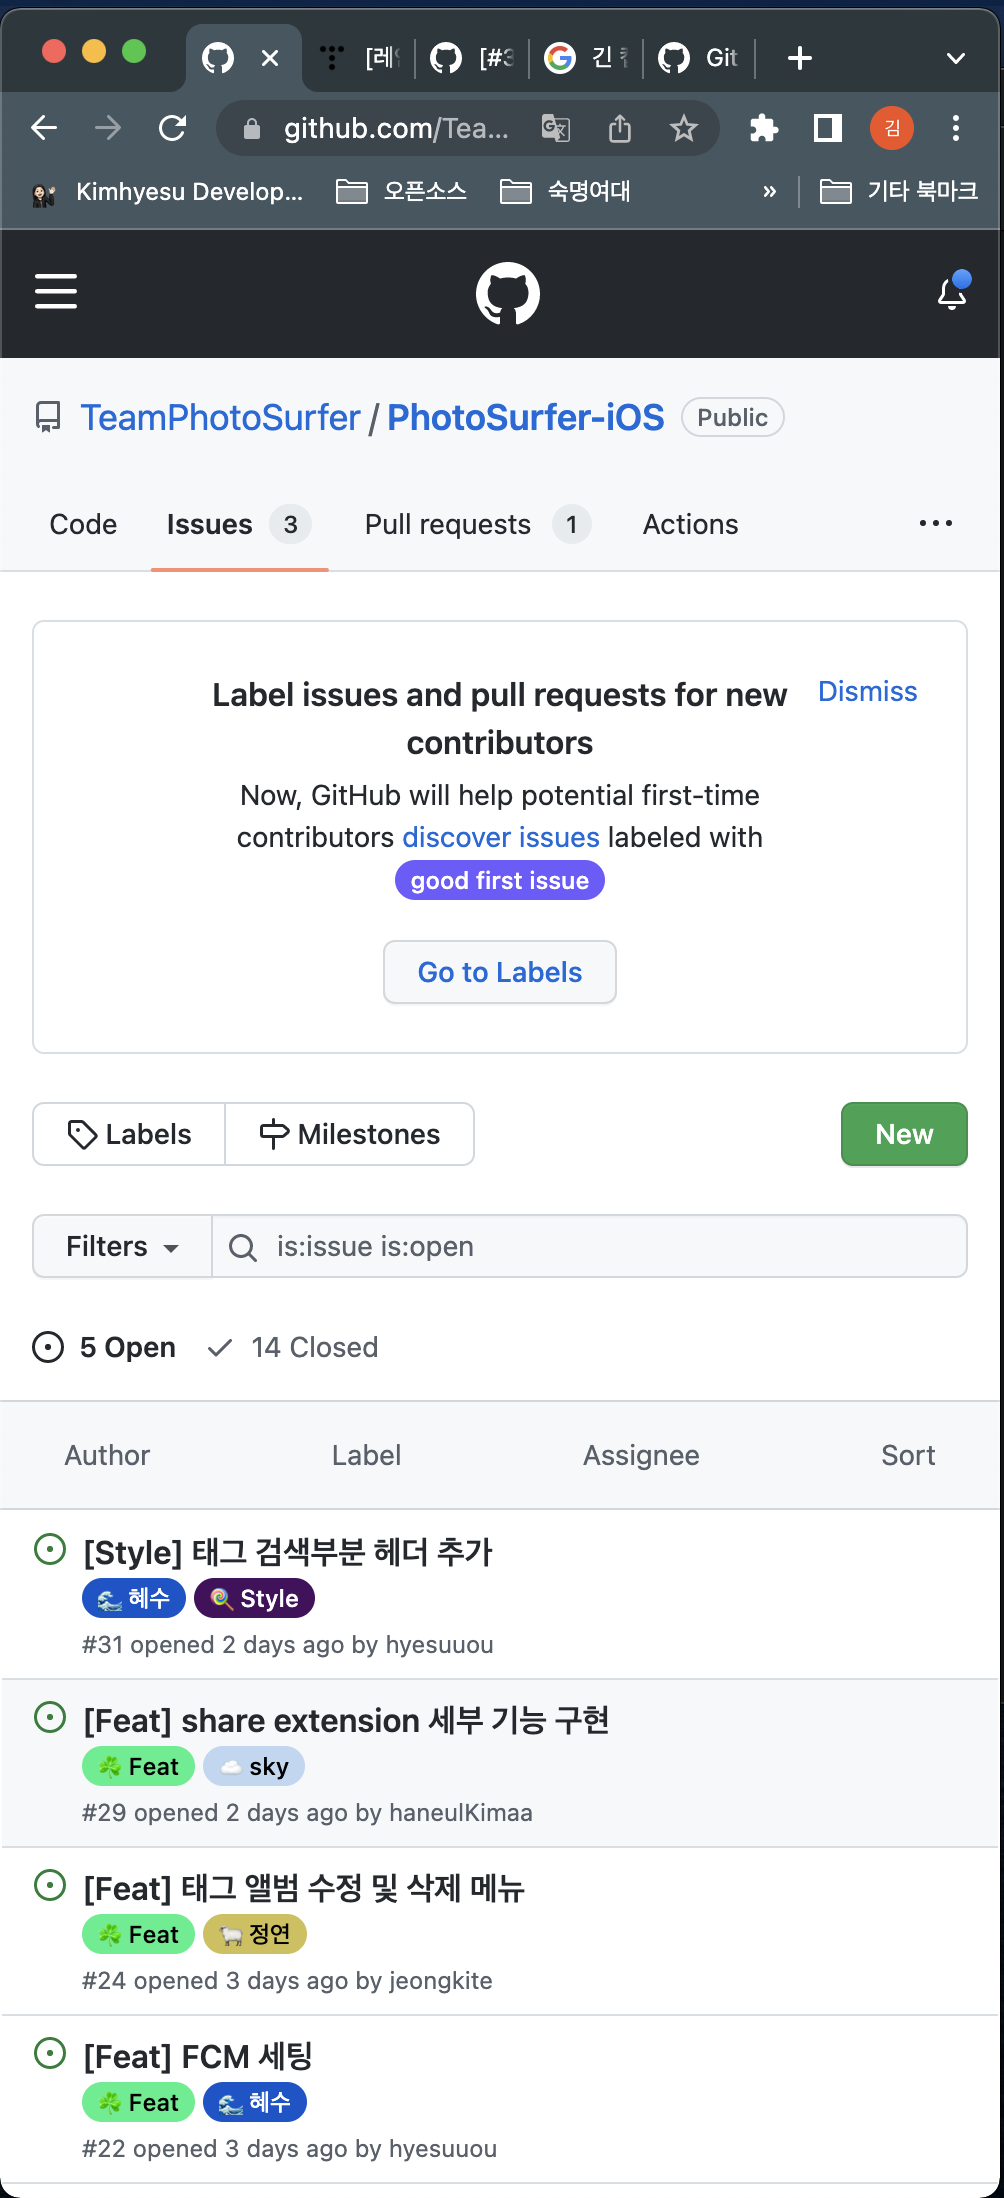 [#3
긴
Git
github.com/Tea...
김
Kimhyesu Develop...
오픈소스
숙명여대
»
기타 북마크
TeamPhotoSurfer / PhotoSurfer-iOS
Public
Code
Issues 3
Pull requests 1
Actions
Label issues and pull requests for new
contributors
Dismiss
Now, GitHub will help potential first-time
contributors discover issues labeled with
good first issue
Go to Labels
Labels
Milestones
New
Filters
is:issue is:open
5 Open
14 Closed
Author
Label
Assignee
Sort
[Style] 태그 검색부분 헤더 추가
🌊 혜수
🍭 Style
#31 opened 2 days ago by hyesuuou
[Feat] share extension 세부 기능 구현
☘️ Feat
☁️ sky
#29 opened 2 days ago by haneulKimaa
[Feat] 태그 앨범 수정 및 삭제 메뉴
☘️ Feat
🐑 정연
#24 opened 3 days ago by jeongkite
[Feat] FCM 세팅
☘️ Feat
🌊 혜수
#22 opened 3 days ago by hyesuuou